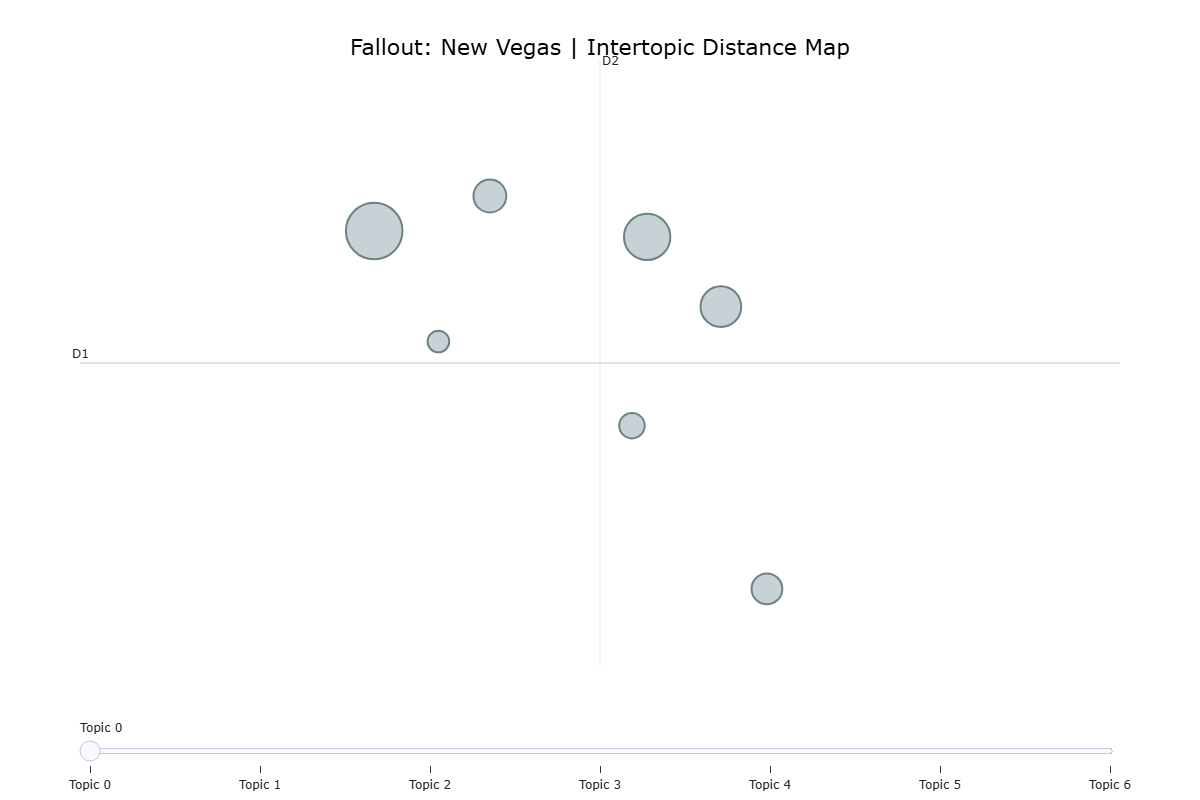 Fallout: New Vegas | Intertopic Distance Map
D2
D1
Topic 0
Topic 0 Topic 1 Topic 2 Topic 3 Topic 4 Topic 5 Topic 6